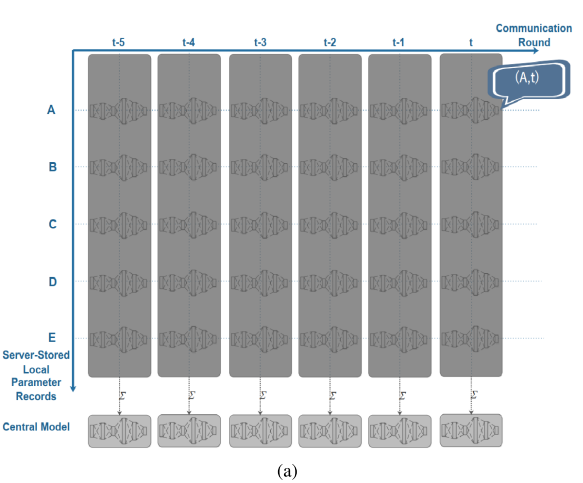 Communication
Round
t-5 t-4 t-3 t-2 t-1 t
(A,t)
A
B
C
D
E
Server-Stored
Local
Parameter
Records
Central Model
(a)